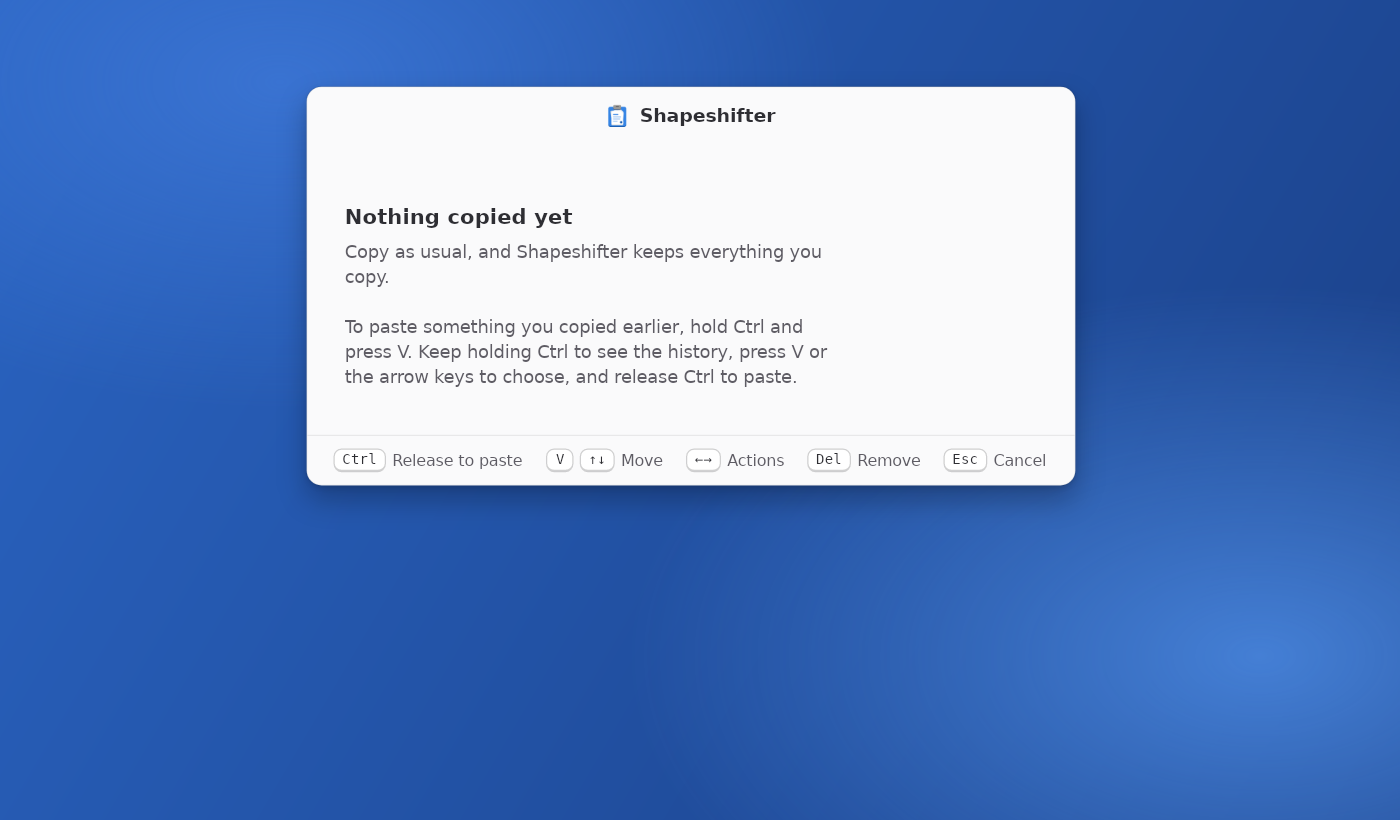 Shapeshifter
Nothing copied yet
Copy as usual, and Shapeshifter keeps everything you
copy.
To paste something you copied earlier, hold Ctrl and
press V. Keep holding Ctrl to see the history, press V or
the arrow keys to choose, and release Ctrl to paste.
Ctrl Release to paste V ↑↓ Move ←→ Actions Del Remove Esc Cancel